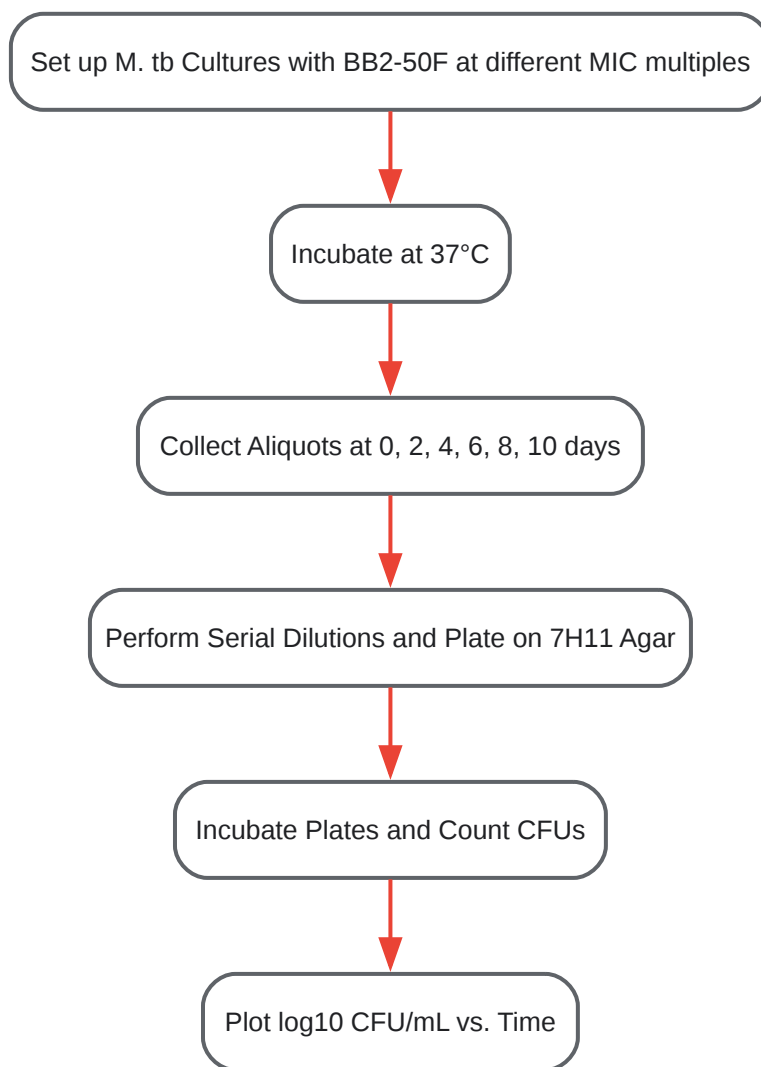 Set up M. tb Cultures with BB2-50F at different MIC multiples
Incubate at 37°C
Collect Aliquots at 0, 2, 4, 6, 8, 10 days
Perform Serial Dilutions and Plate on 7H11 Agar
Incubate Plates and Count CFUs
Plot log10 CFU/mL vs. Time